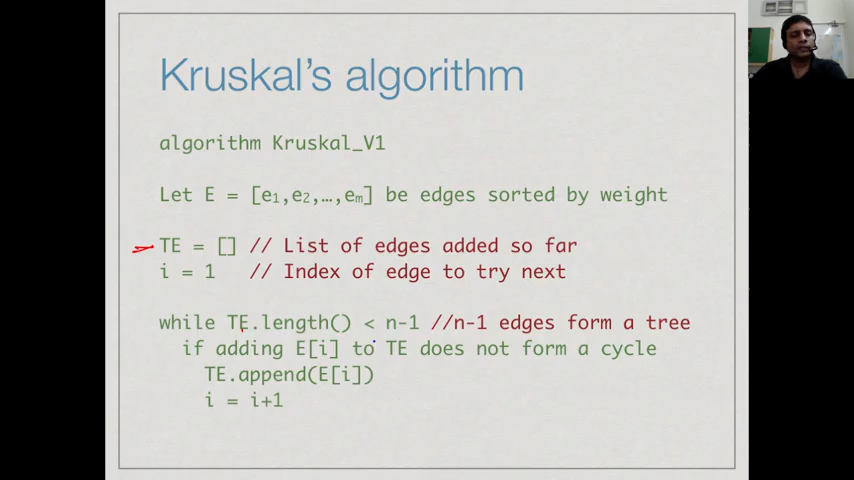 Kruskal's algorithm
algorithm Kruskal_V1
Let E = [e1,e2,…,em] be edges sorted by weight
TE = [] // List of edges added so far
i = 1 // Index of edge to try next
while TE.length() < n-1 //n-1 edges form a tree
if adding E[i] to TE does not form a cycle
TE.append(E[i])
i = i+1